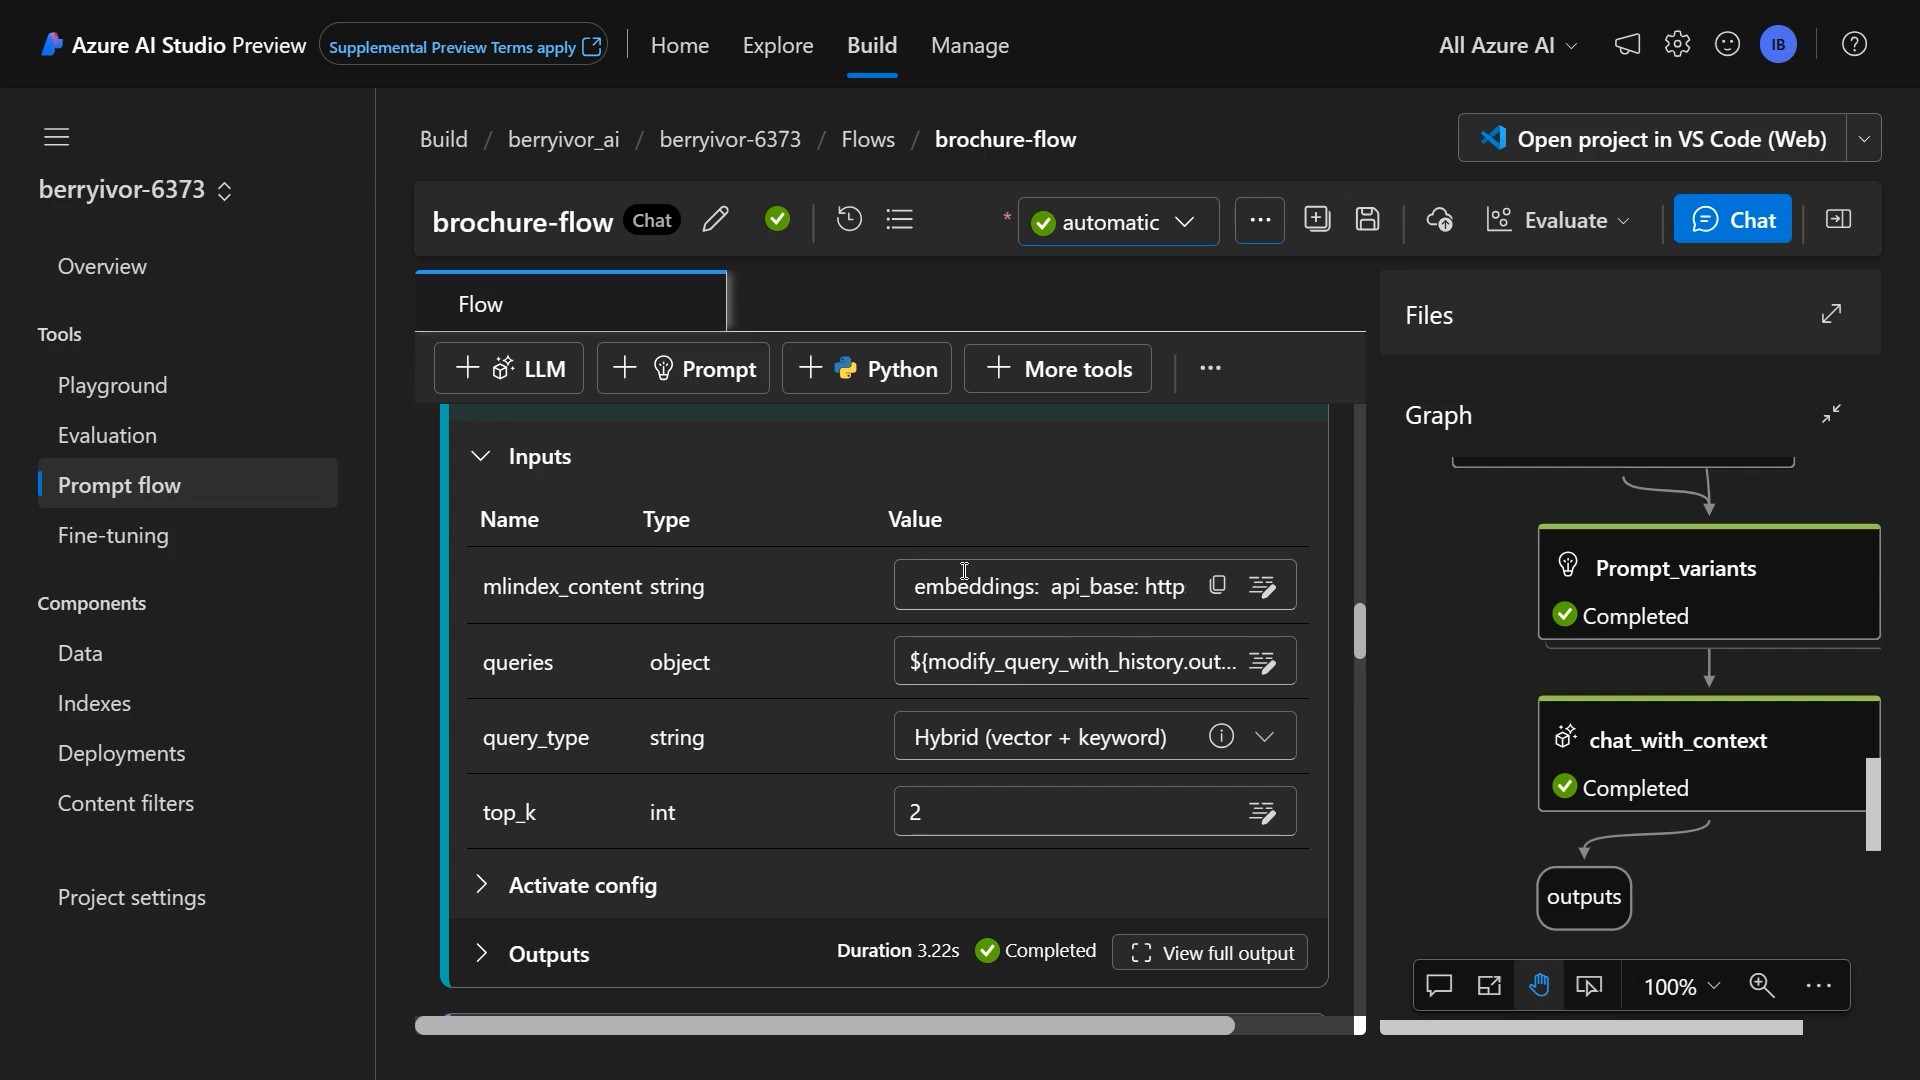 Azure AI Studio Preview
Supplemental Preview Terms apply
Home
Explore
Build
Manage
All Azure AI
IB
berryivor-6373
Overview
Tools
Playground
Evaluation
Prompt flow
Fine-tuning
Components
Data
Indexes
Deployments
Content filters
Project settings
Build / berryivor_ai / berryivor-6373 / Flows / brochure-flow
Open project in VS Code (Web)
brochure-flow
Chat
* automatic
Evaluate
Chat
Flow
LLM
Prompt
Python
More tools
Inputs
Name Type Value
mlindex_content string embeddings: api_base: http
queries object ${modify_query_with_history.out...
query_type string Hybrid (vector + keyword)
top_k int 2
Activate config
Outputs
Duration 3.22s Completed
View full output
Files
Graph
Prompt_variants
Completed
chat_with_context
Completed
outputs
100%